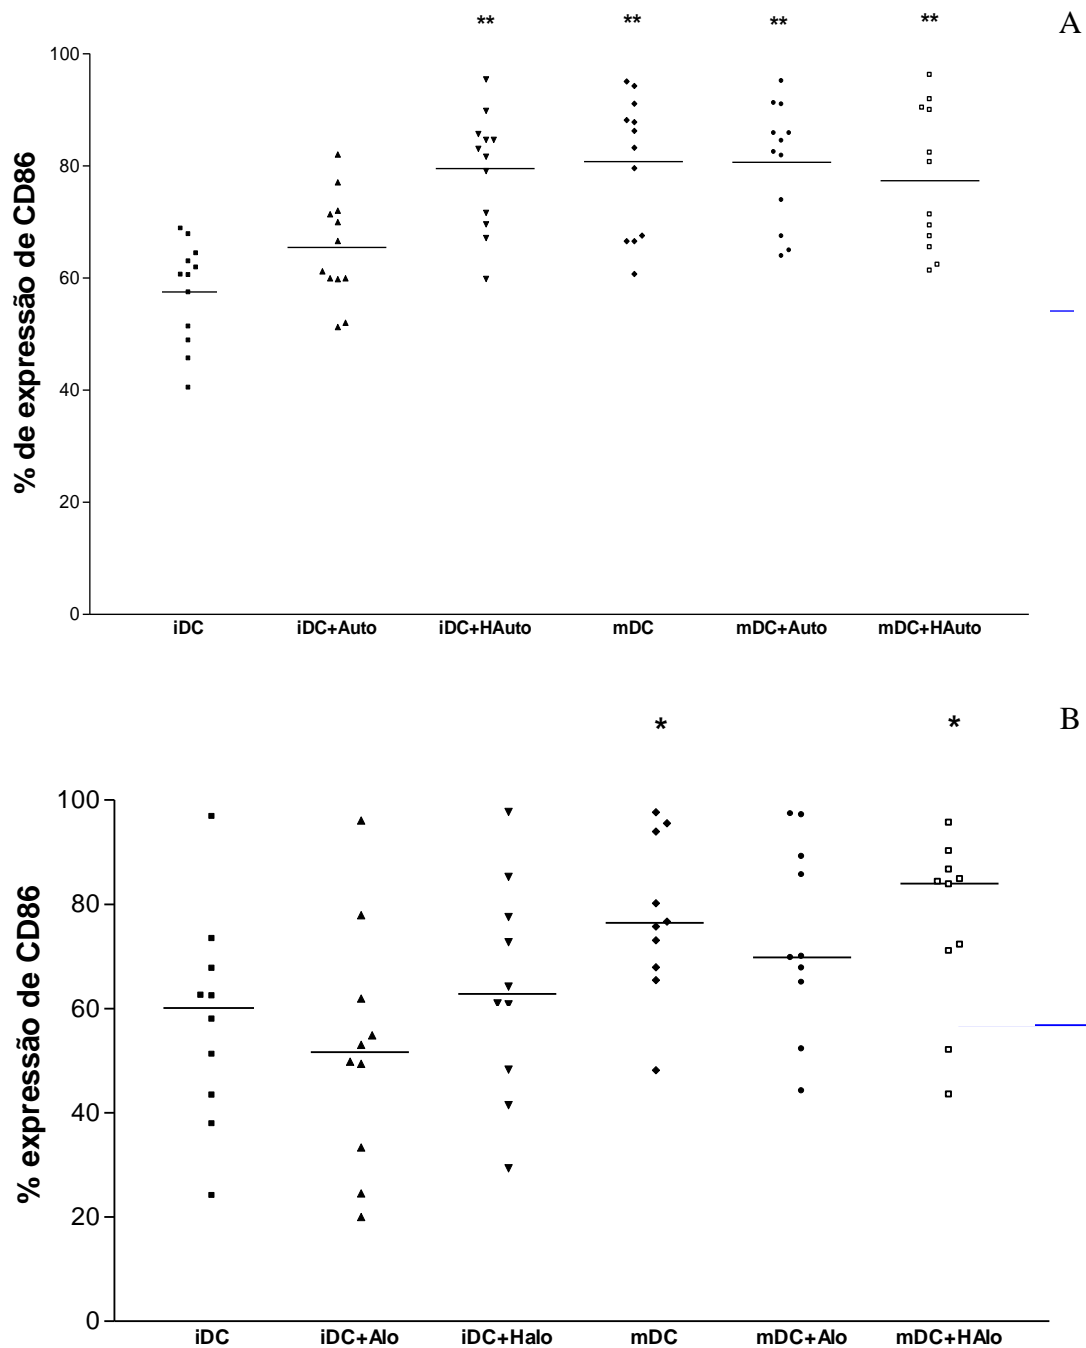 ** ** ** ** A
100
80
60
40
20
0
% de expressão de CD86
iDC iDC+Auto iDC+HAuto mDC mDC+Auto mDC+HAuto
* * B
100
80
60
40
20
0
% expressão de CD86
iDC iDC+Alo iDC+Halo mDC mDC+Alo mDC+HAlo